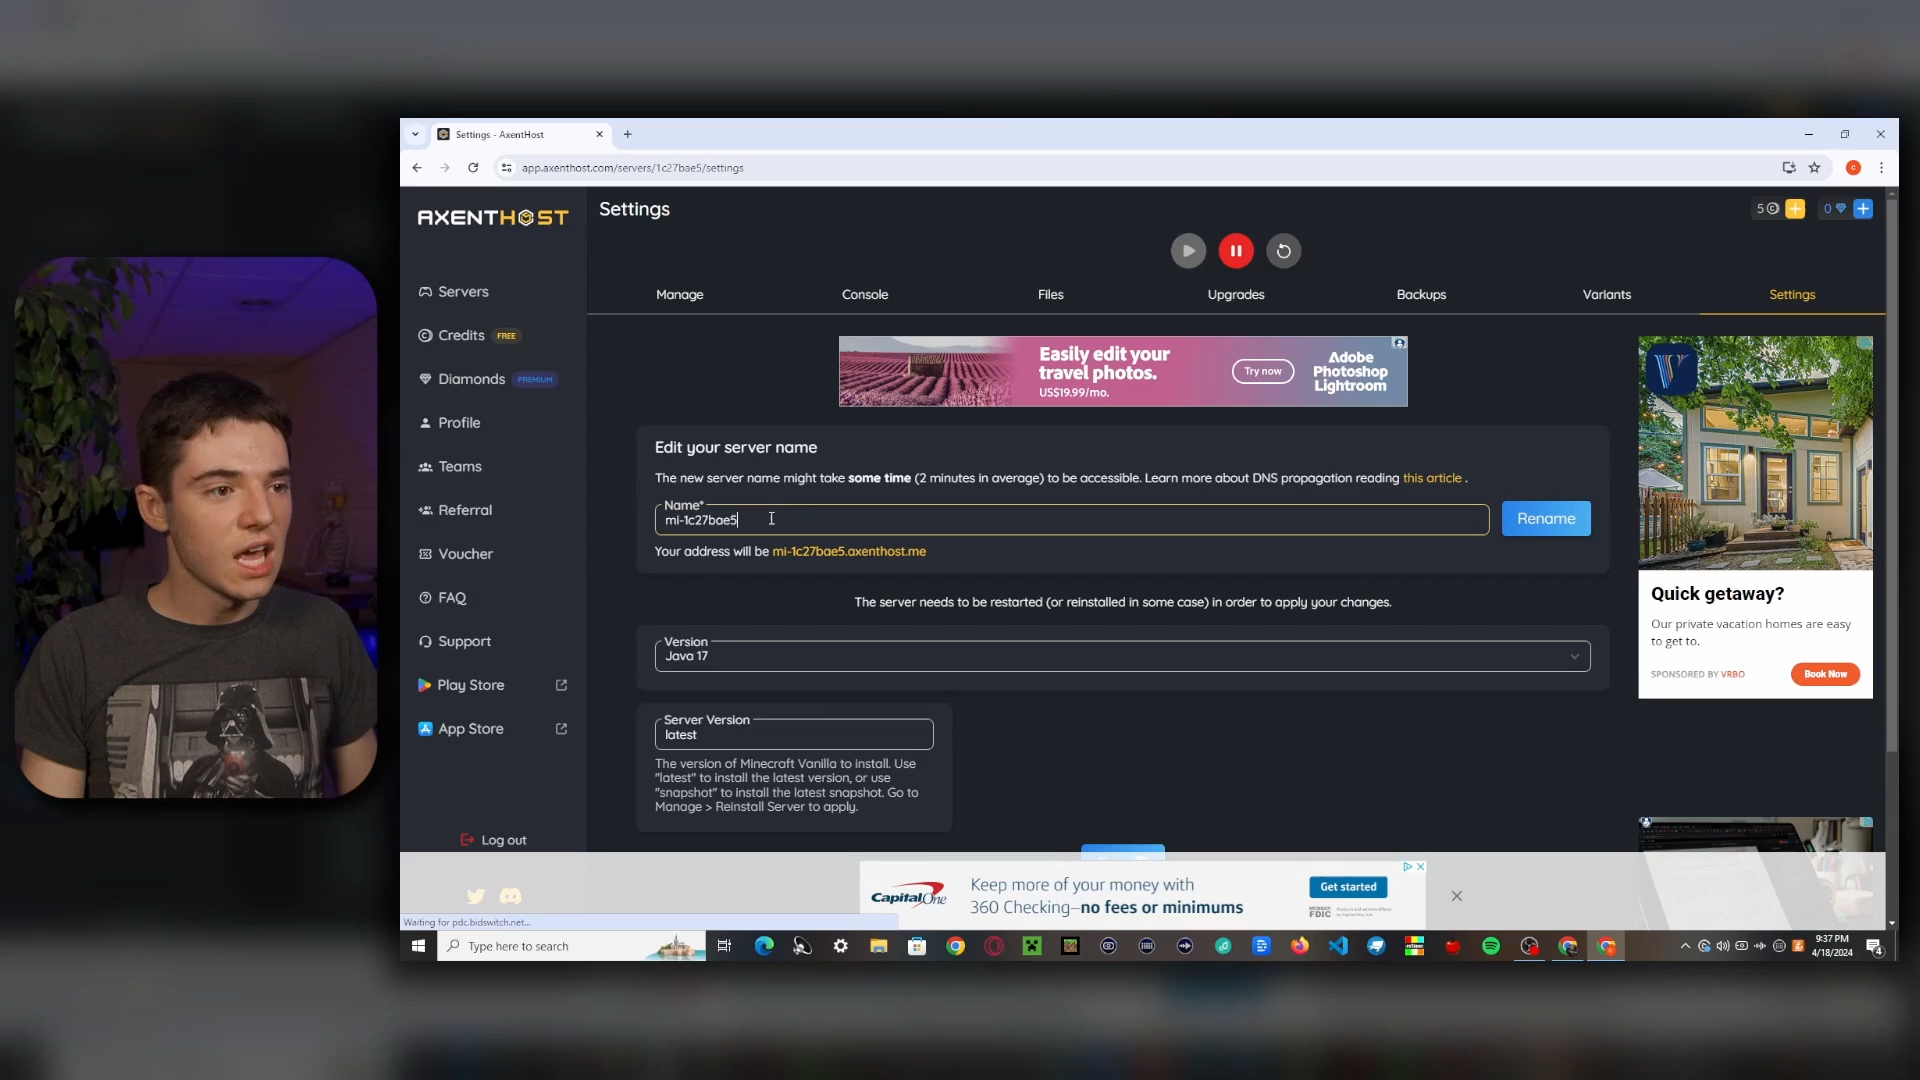 Settings - AxentHost
app.axenthost.com/servers/1c27bae5/settings
AXENTHOST
Settings
5
0
Servers
Credits FREE
Diamonds PREMIUM
Profile
Teams
Referral
Voucher
FAQ
Support
Play Store
App Store
Log out
Manage
Console
Files
Upgrades
Backups
Variants
Settings
Easily edit your
travel photos.
US$19.99/mo.
Try now
Adobe
Photoshop
Lightroom
Edit your server name
The new server name might take some time (2 minutes in average) to be accessible. Learn more about DNS propagation reading this article .
Name*
mi-1c27bae5
Rename
Your address will be mi-1c27bae5.axenthost.me
The server needs to be restarted (or reinstalled in some case) in order to apply your changes.
Version
Java 17
Server Version
latest
The version of Minecraft Vanilla to install. Use
"latest" to install the latest version, or use
"snapshot" to install the latest snapshot. Go to
Manage > Reinstall Server to apply.
Quick getaway?
Our private vacation homes are easy
to get to.
SPONSORED BY VRBO
Book Now
Capital One
Keep more of your money with
360 Checking–no fees or minimums
Get started
MEMBER
FDIC
Waiting for pdc.bidswitch.net...
Type here to search
9:37 PM
4/18/2024
4